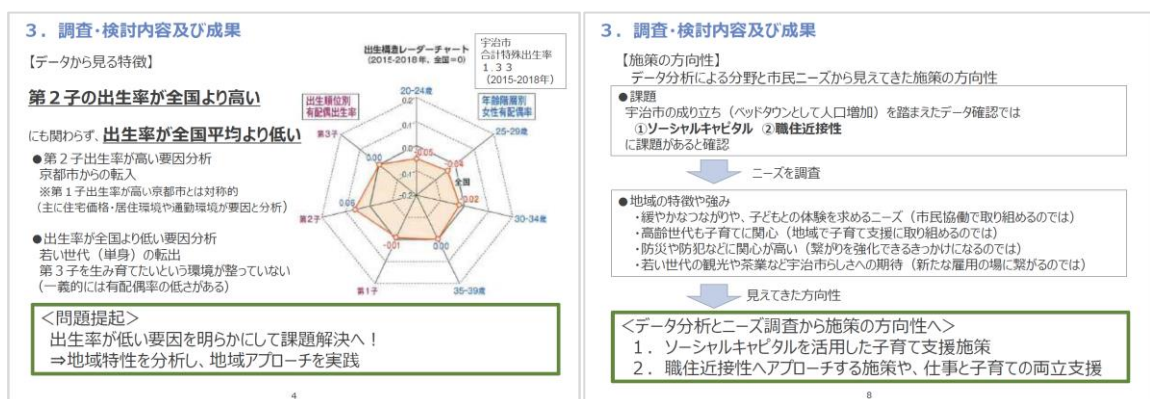 3. 調査・検討内容及び成果
【データから見る特徴】
第2子の出生率が全国より高い
にも関わらず、出生率が全国平均より低い
●第2子出生率が高い要因分析
京都市からの転入
※第1子出生率が高い京都市とは対称的
(主に住宅価格・居住環境や通勤環境が要因と分析)
●出生率が全国より低い要因分析
若い世代(単身)の転出
第3子を生み育てたいという環境が整っていない
(一義的には有配偶率の低さがある)
出生構造レーダーチャート
(2015-2018年、全国=0)
宇治市
合計特殊出生率
1.33
(2015-2018年)
出生順位別
有配偶出生率
年齢階層別
女性有配偶率
20-24歳
25-29歳
30-34歳
35-39歳
第1子
第2子
第3子
0.2
0.1
0.0
-0.1
-0.2
-0.05
-0.04
-0.02
0.00
-0.01
0.06
0.00
全国
<問題提起>
出生率が低い要因を明らかにして課題解決へ!
⇒地域特性を分析し、地域アプローチを実践
4
3. 調査・検討内容及び成果
【施策の方向性】
データ分析による分野と市民ニーズから見えてきた施策の方向性
●課題
宇治市の成り立ち(ベッドタウンとして人口増加)を踏まえたデータ確認では
①ソーシャルキャピタル ②職住近接性
に課題があると確認
ニーズを調査
●地域の特徴や強み
・緩やかなつながりや、子どもとの体験を求めるニーズ(市民協働で取り組めるのでは)
・高齢世代も子育てに関心(地域で子育て支援に取り組めるのでは)
・防災や防犯などに関心が高い(繋がりを強化できるきっかけになるのでは)
・若い世代の観光や茶業など宇治市らしさへの期待(新たな雇用の場に繋がるのでは)
見えてきた方向性
<データ分析とニーズ調査から施策の方向性へ>
1. ソーシャルキャピタルを活用した子育て支援施策
2. 職住近接性へアプローチする施策や、仕事と子育ての両立支援
8